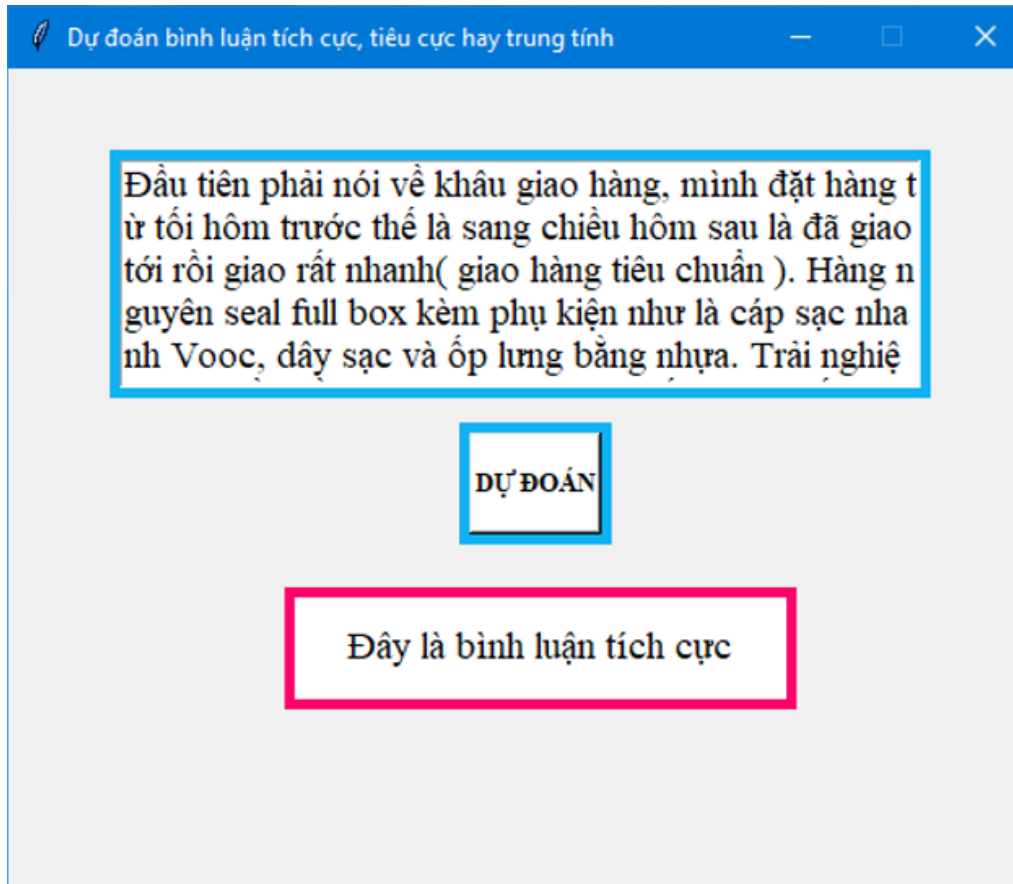 Dự đoán bình luận tích cực, tiêu cực hay trung tính
Đầu tiên phải nói về khâu giao hàng, mình đặt hàng t
ừ tối hôm trước thế là sang chiều hôm sau là đã giao
tới rồi giao rất nhanh( giao hàng tiêu chuẩn ). Hàng n
guyên seal full box kèm phụ kiện như là cáp sạc nha
nh Vooc, dây sạc và ốp lưng bằng nhựa. Trải nghiệ
DỰ ĐOÁN
Đây là bình luận tích cực